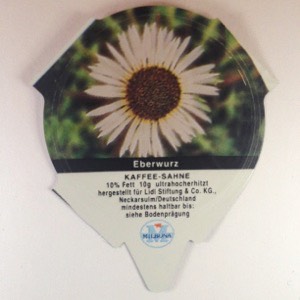 Eberwurz
KAFFEE-SAHNE
10% Fett 10g ultrahocherhitzt
hergestellt für Lidl Stiftung & Co. KG.,
Neckarsulm/Deutschland
mindestens haltbar bis:
siehe Bodenprägung
MILBONA